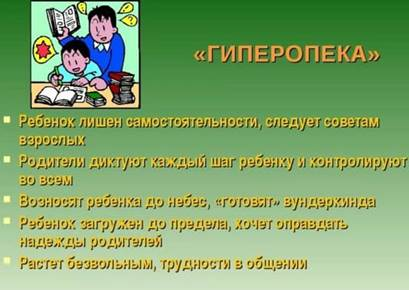 «ГИПЕРОПЕКА»
Ребенок лишен самостоятельности, следует советам
взрослых
Родители диктуют каждый шаг ребенку и контролируют
во всем
Возносят ребенка до небес, «готовят» вундеркинда
Ребенок загружен до предела, хочет оправдать
надежды родителей
Растет безвольным, трудности в общении